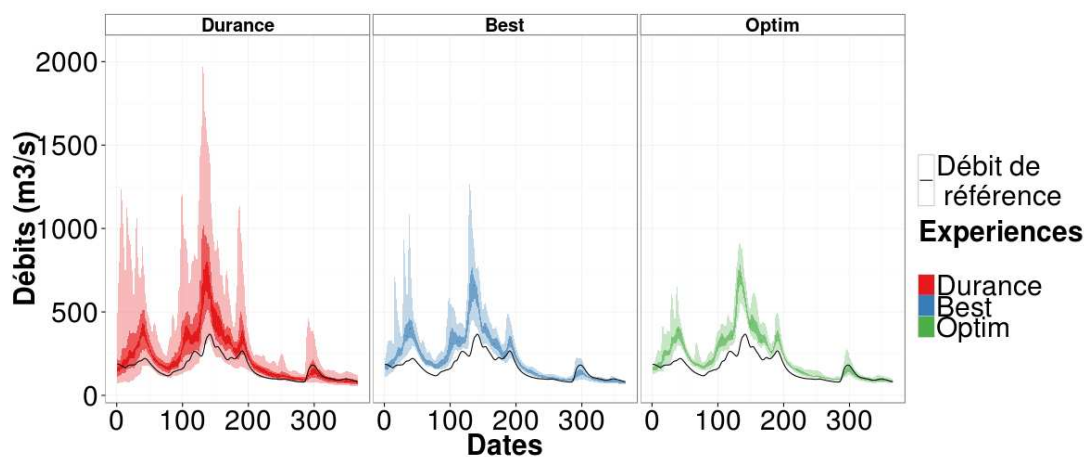 Durance
Best
Optim
Débits (m3/s)
2000
1500
1000
500
0
0 100 200 300
0 100 200 300
0 100 200 300
Dates
Débit de
référence
Experiences
Durance
Best
Optim